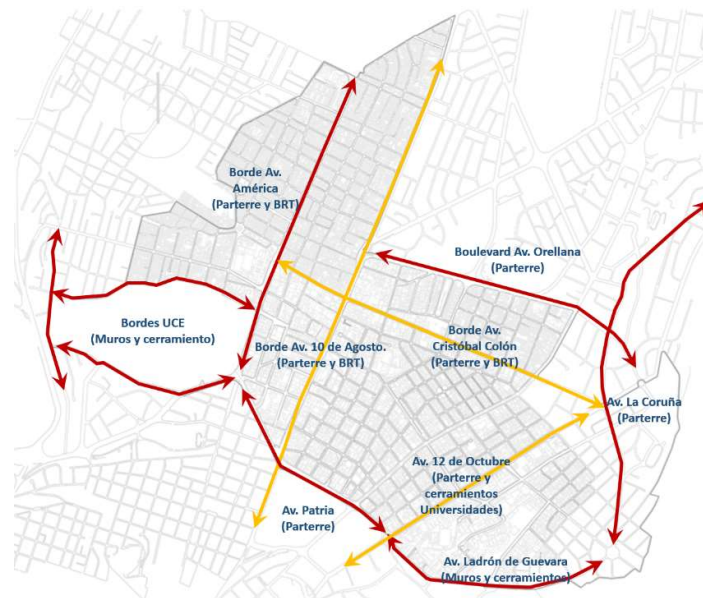 Borde Av.
América
(Parterre y BRT)
Boulevard Av. Orellana
(Parterre)
Bordes UCE
(Muros y cerramiento)
Borde Av. 10 de Agosto.
(Parterre y BRT)
Borde Av.
Cristóbal Colón
(Parterre y BRT)
Av. La Coruña
(Parterre)
Av. 12 de Octubre
(Parterre y
cerramientos
Universidades)
Av. Patria
(Parterre)
Av. Ladrón de Guevara
(Muros y cerramientos)